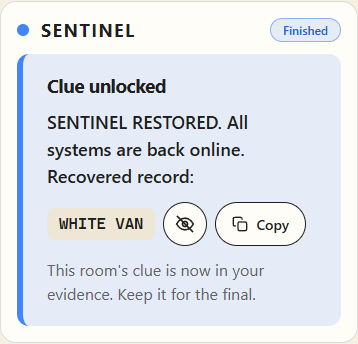 SENTINEL
Finished
Clue unlocked
SENTINEL RESTORED. All
systems are back online.
Recovered record:
WHITE VAN
Copy
This room's clue is now in your
evidence. Keep it for the final.